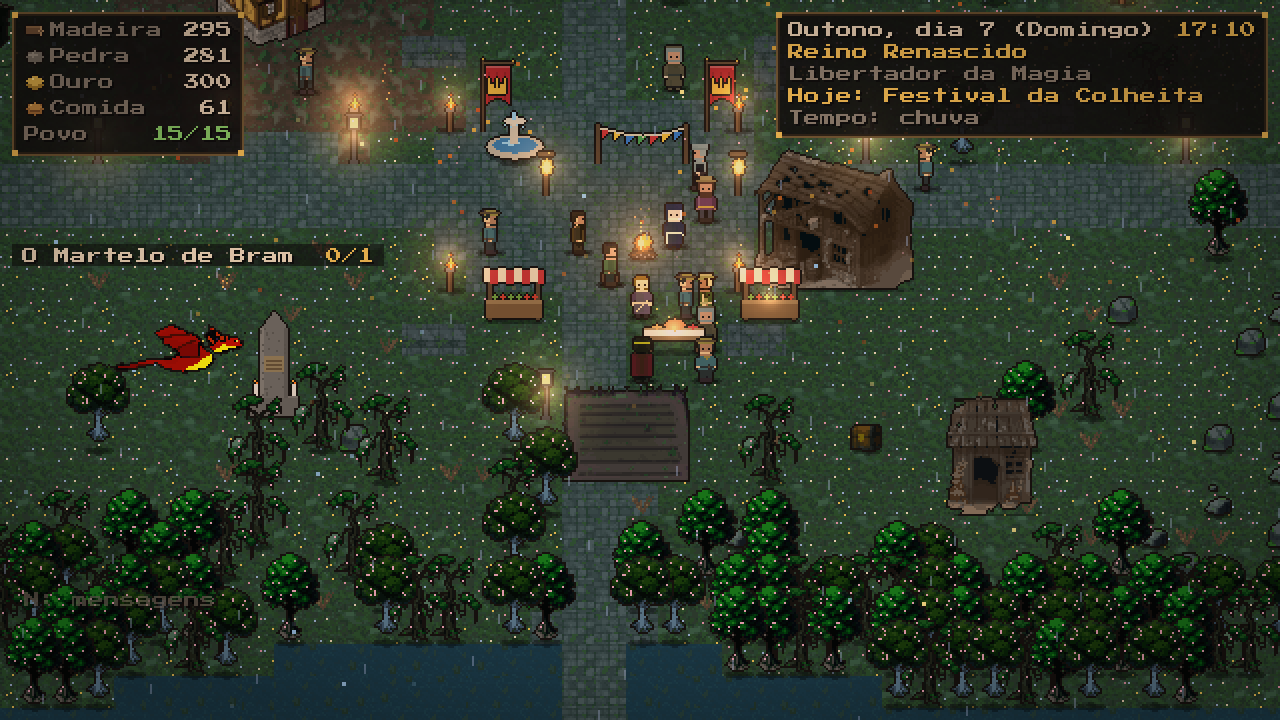 Madeira 295
Pedra 281
Ouro 300
Comida 61
Povo 15/15
Outono, dia 7 (Domingo) 17:10
Reino Renascido
Libertador da Magia
Hoje: Festival da Colheita
Tempo: chuva
O Martelo de Bram 0/1
N: mensagens